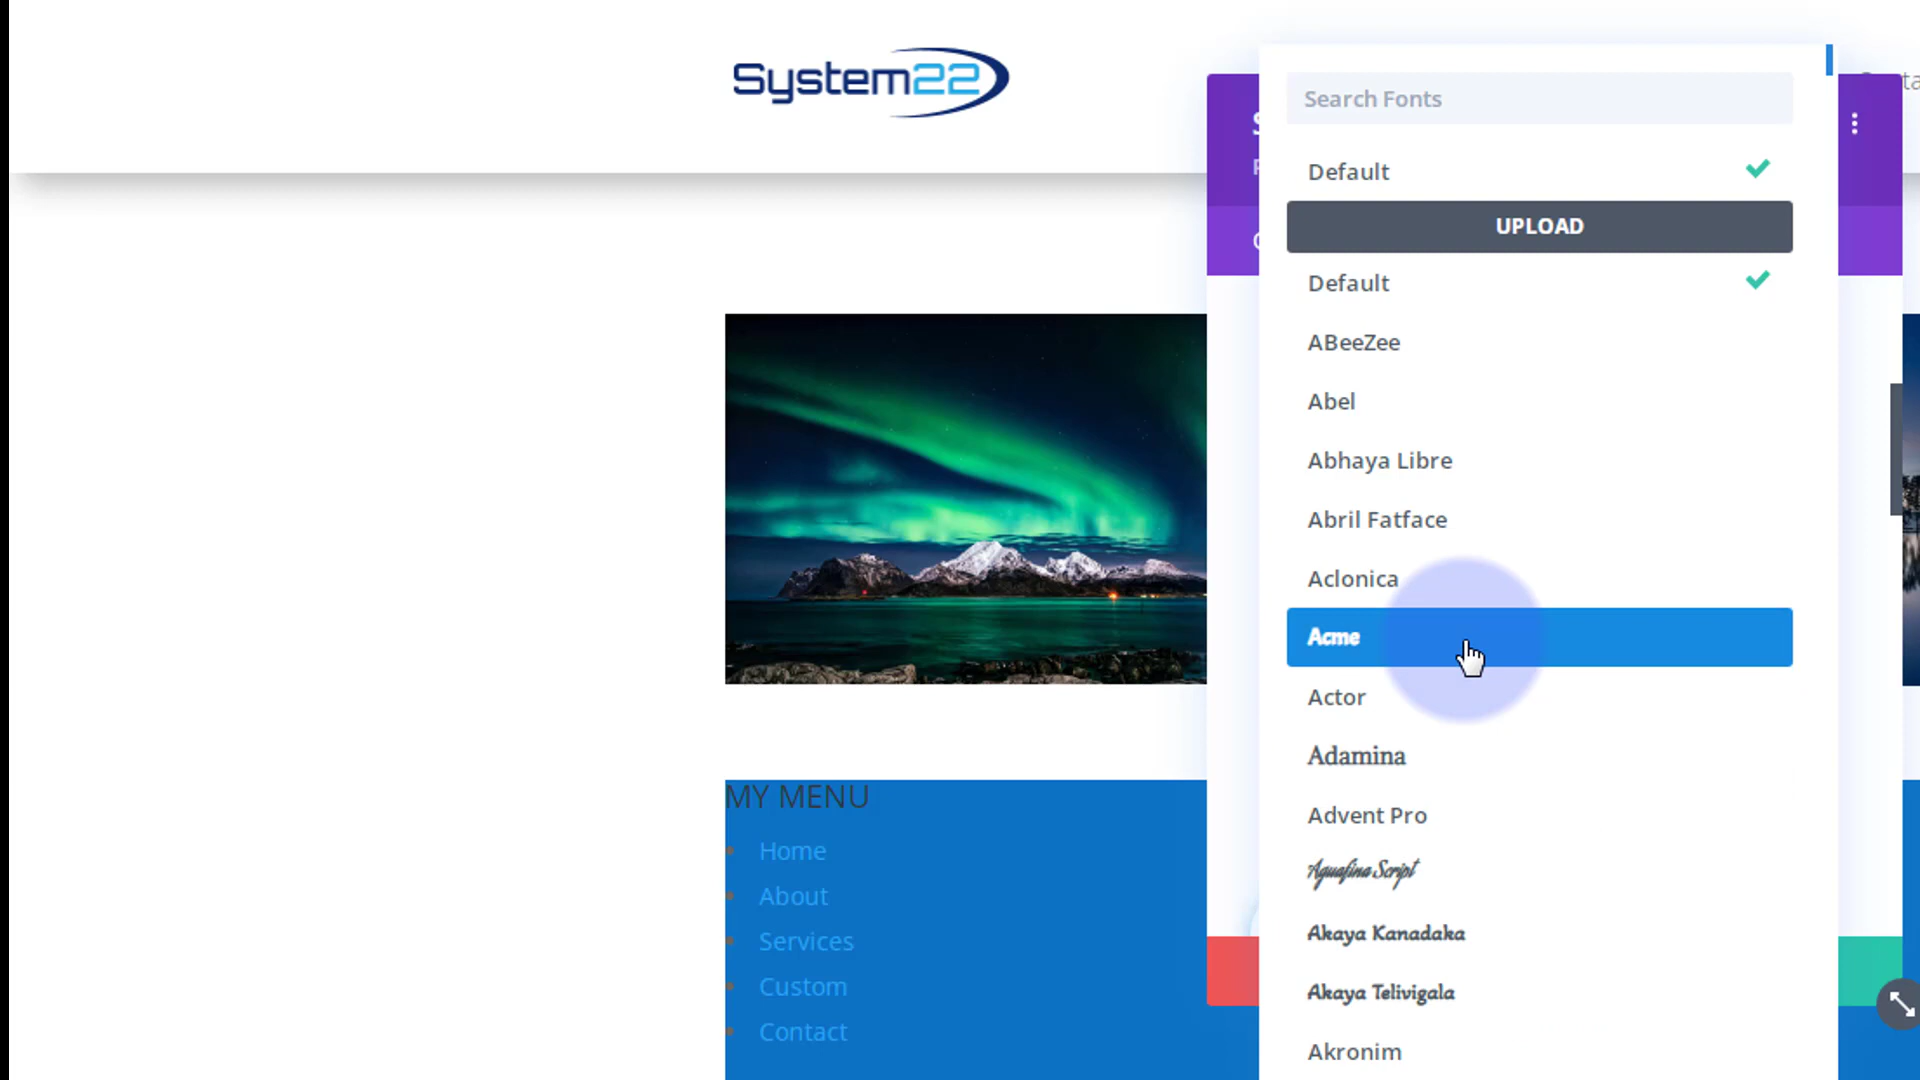 System22
Search Fonts
Default
UPLOAD
Default
ABeeZee
Abel
Abhaya Libre
Abril Fatface
Aclonica
Acme
Actor
Adamina
Advent Pro
Aguafina Script
Akaya Kanadaka
Akaya Telivigala
Akronim
MY MENU
Home
About
Services
Custom
Contact